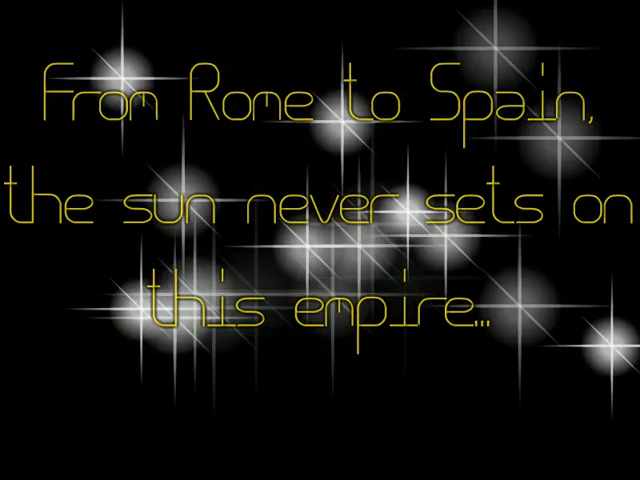 From Rome to Spain,
the sun never sets on
this empire...